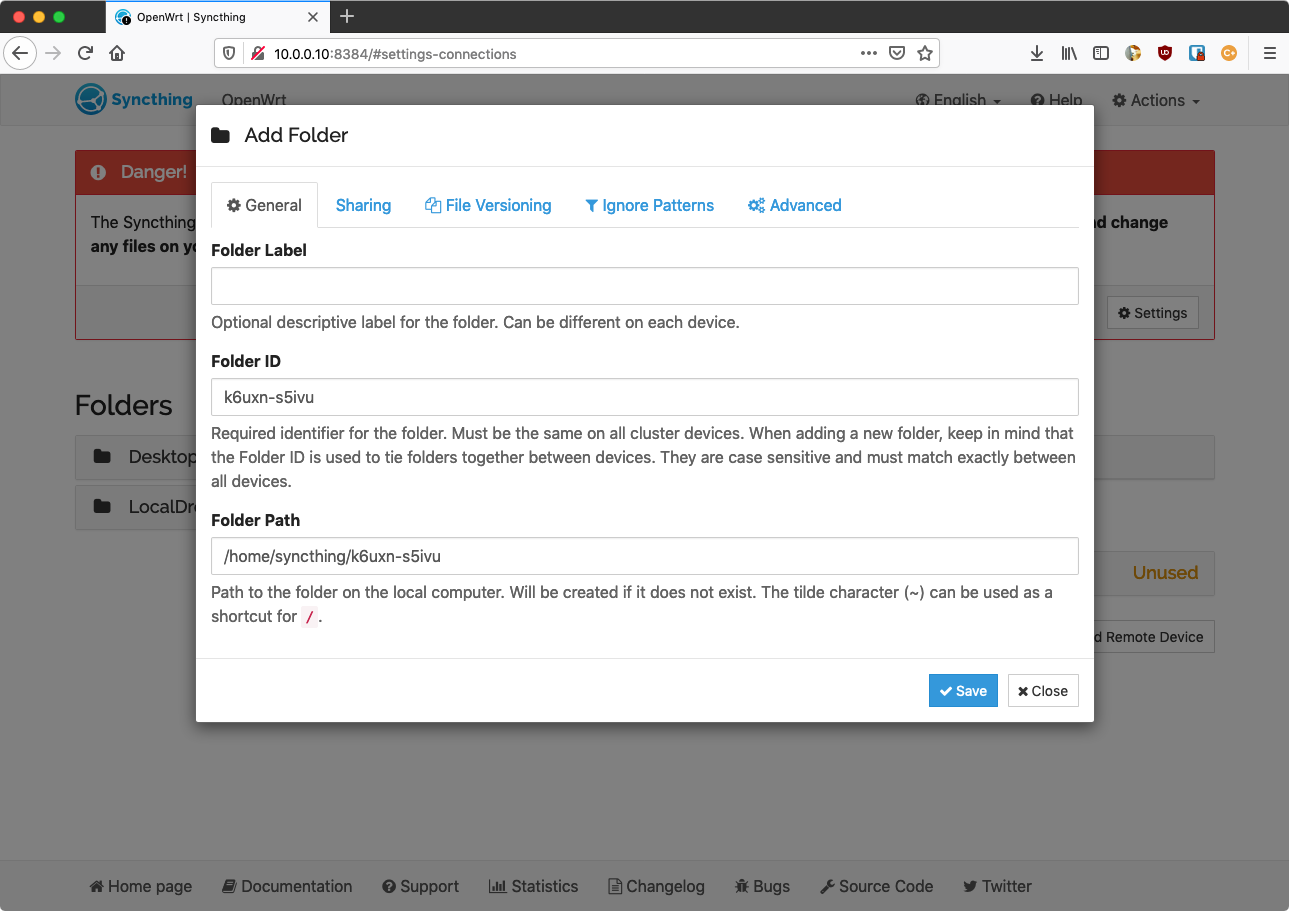 OpenWrt | Syncthing
10.0.0.10:8384/#settings-connections
Syncthing OpenWrt English Help Actions
Add Folder
Danger!
General Sharing File Versioning Ignore Patterns Advanced
The Syncthing
any files on
change
Folder Label
Optional descriptive label for the folder. Can be different on each device.
Settings
Folder ID
k6uxn-s5ivu
Required identifier for the folder. Must be the same on all cluster devices. When adding a new folder, keep in mind that
the Folder ID is used to tie folders together between devices. They are case sensitive and must match exactly between
all devices.
Folders
Desktop
Folder Path
/home/syncthing/k6uxn-s5ivu
Path to the folder on the local computer. Will be created if it does not exist. The tilde character (~) can be used as a
shortcut for / .
Unused
Remote Device
Save Close
Home page Documentation Support Statistics Changelog Bugs Source Code Twitter